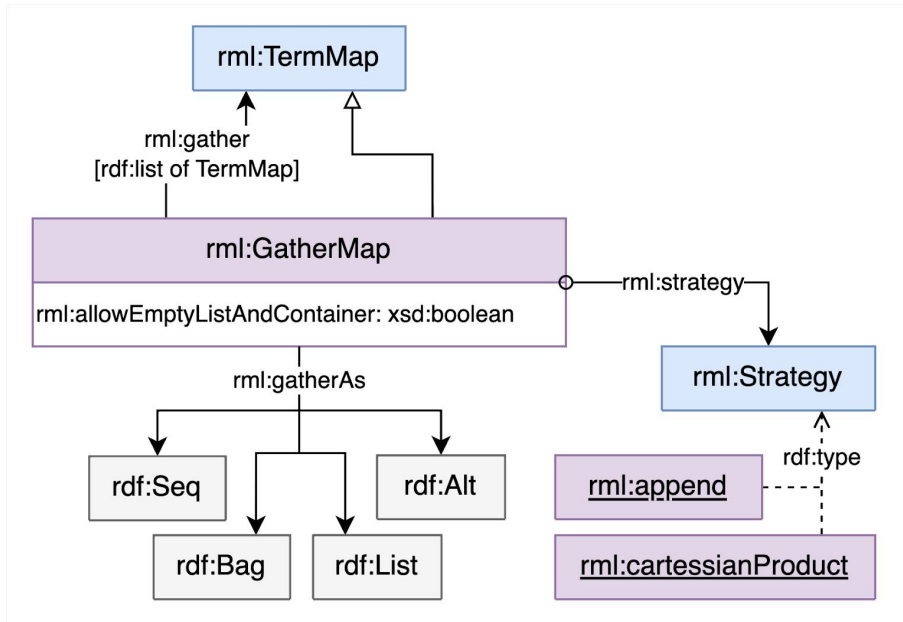 rml:TermMap
rml:gather
[rdf:list of TermMap]
rml:GatherMap
rml:strategy
rml:allowEmptyListAndContainer: xsd:boolean
rml:gatherAs
rml:Strategy
rdf:type
rdf:Seq
rdf:Alt
rml:append
rdf:Bag
rdf:List
rml:cartessianProduct